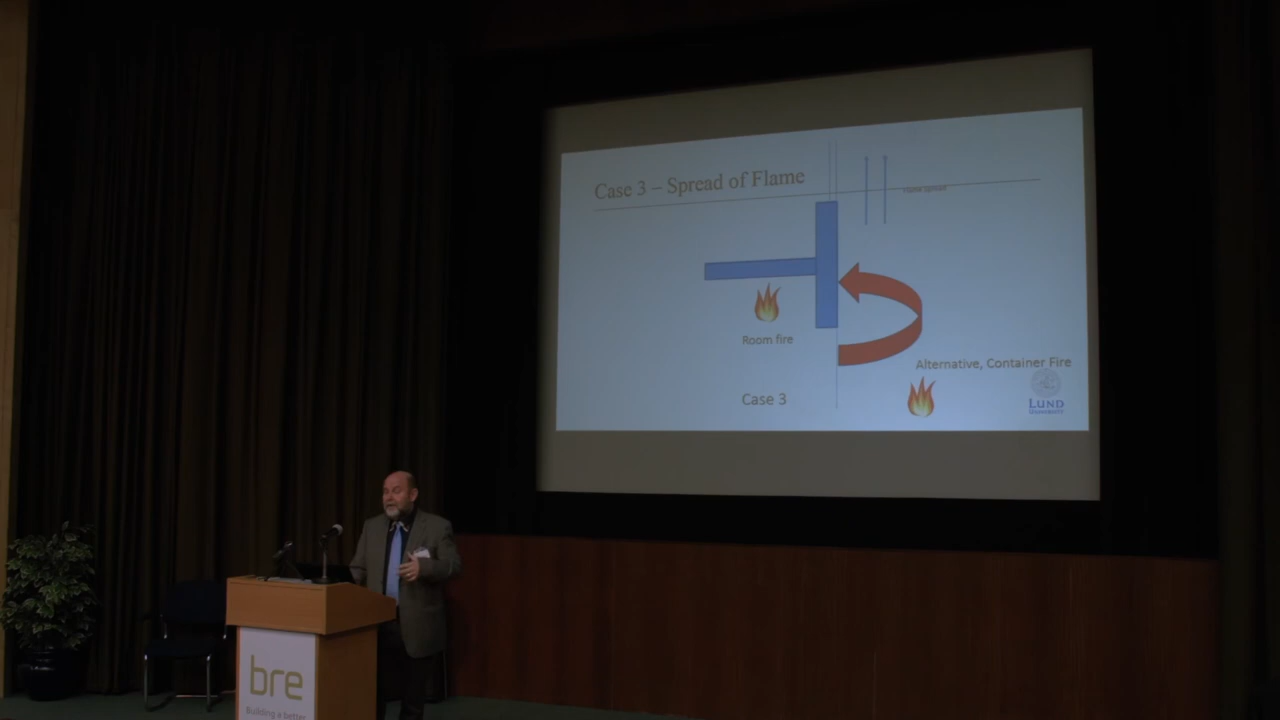 Case 3 – Spread of Flame
Flame Spread
Room fire
Alternative, Container Fire
Case 3
LUND
UNIVERSITY
bre
Building a better